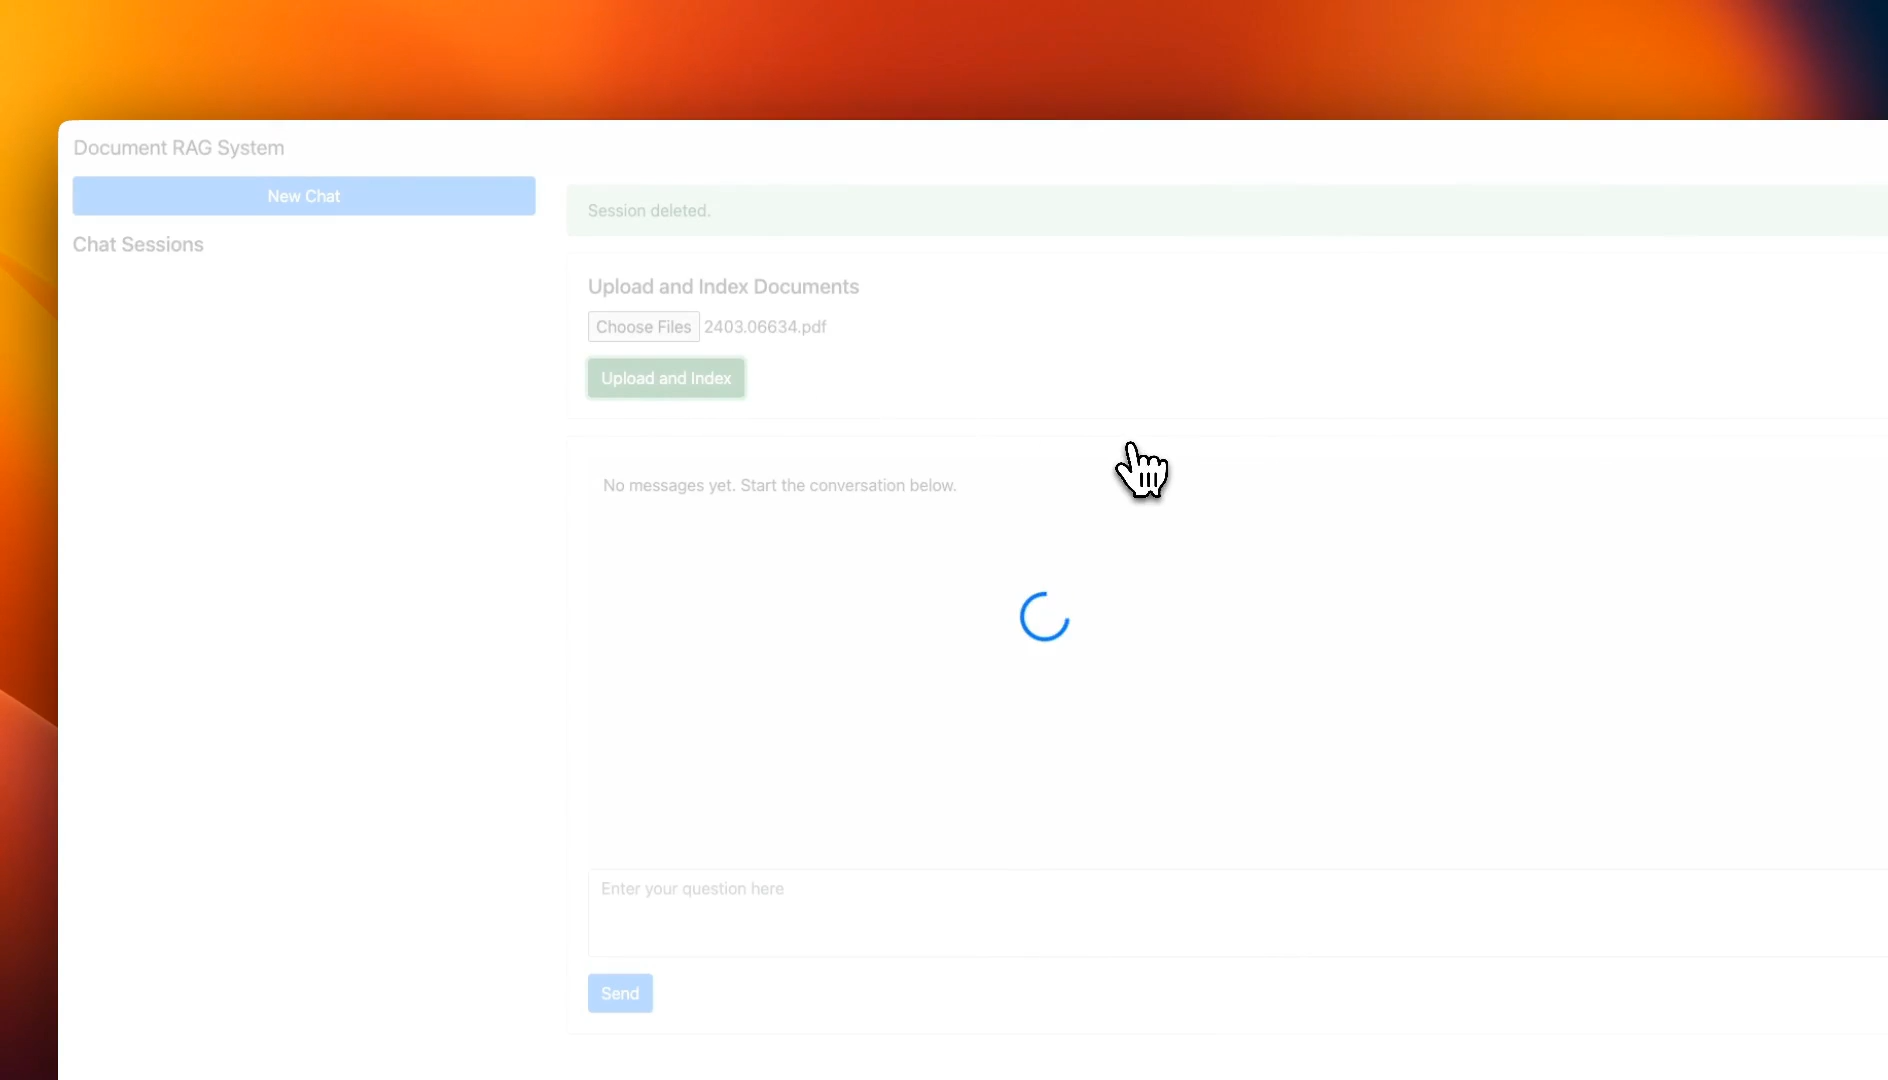 Document RAG System
New Chat
Chat Sessions
Session deleted.
Upload and Index Documents
Choose Files 2403.06634.pdf
Upload and Index
No messages yet. Start the conversation below.
Enter your question here
Send